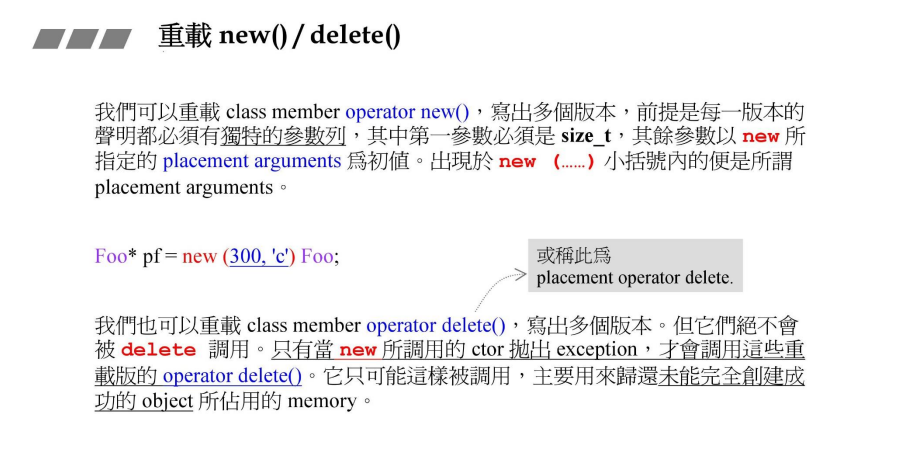 重載 new() / delete()
我們可以重載 class member operator new()，寫出多個版本，前提是每一版本的
聲明都必須有獨特的參數列，其中第一參數必須是 size_t，其餘參數以 new 所
指定的 placement arguments 為初值。出現於 new (……) 小括號內的便是所謂
placement arguments。
Foo* pf = new (300, 'c') Foo;
或稱此為
placement operator delete.
我們也可以重載 class member operator delete()，寫出多個版本。但它們絕不會
被 delete 調用。只有當 new 所調用的 ctor 拋出 exception，才會調用這些重
載版的 operator delete()。它只可能這樣被調用，主要用來歸還未能完全創建成
功的 object 所佔用的 memory。